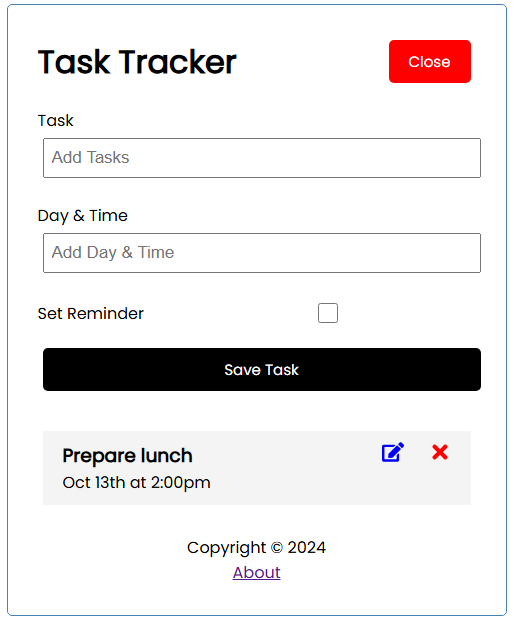 Task Tracker
Close
Task
Add Tasks
Day & Time
Add Day & Time
Set Reminder
Save Task
Prepare lunch
Oct 13th at 2:00pm
Copyright © 2024
About